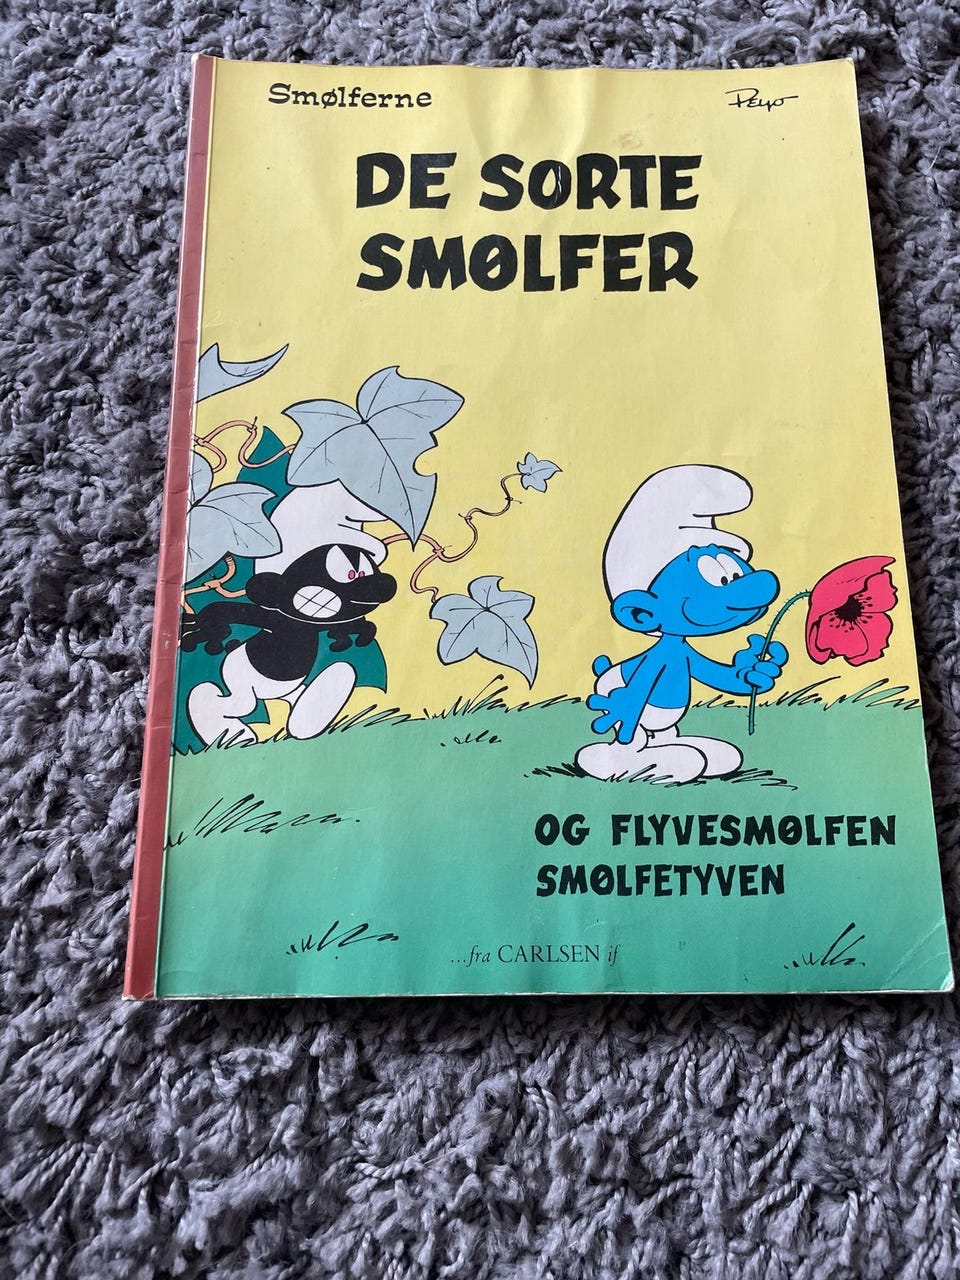 Smølferne
Peyo
DE SORTE
SMØLFER
OG FLYVESMØLFEN
SMØLFETYVEN
...fra CARLSEN if